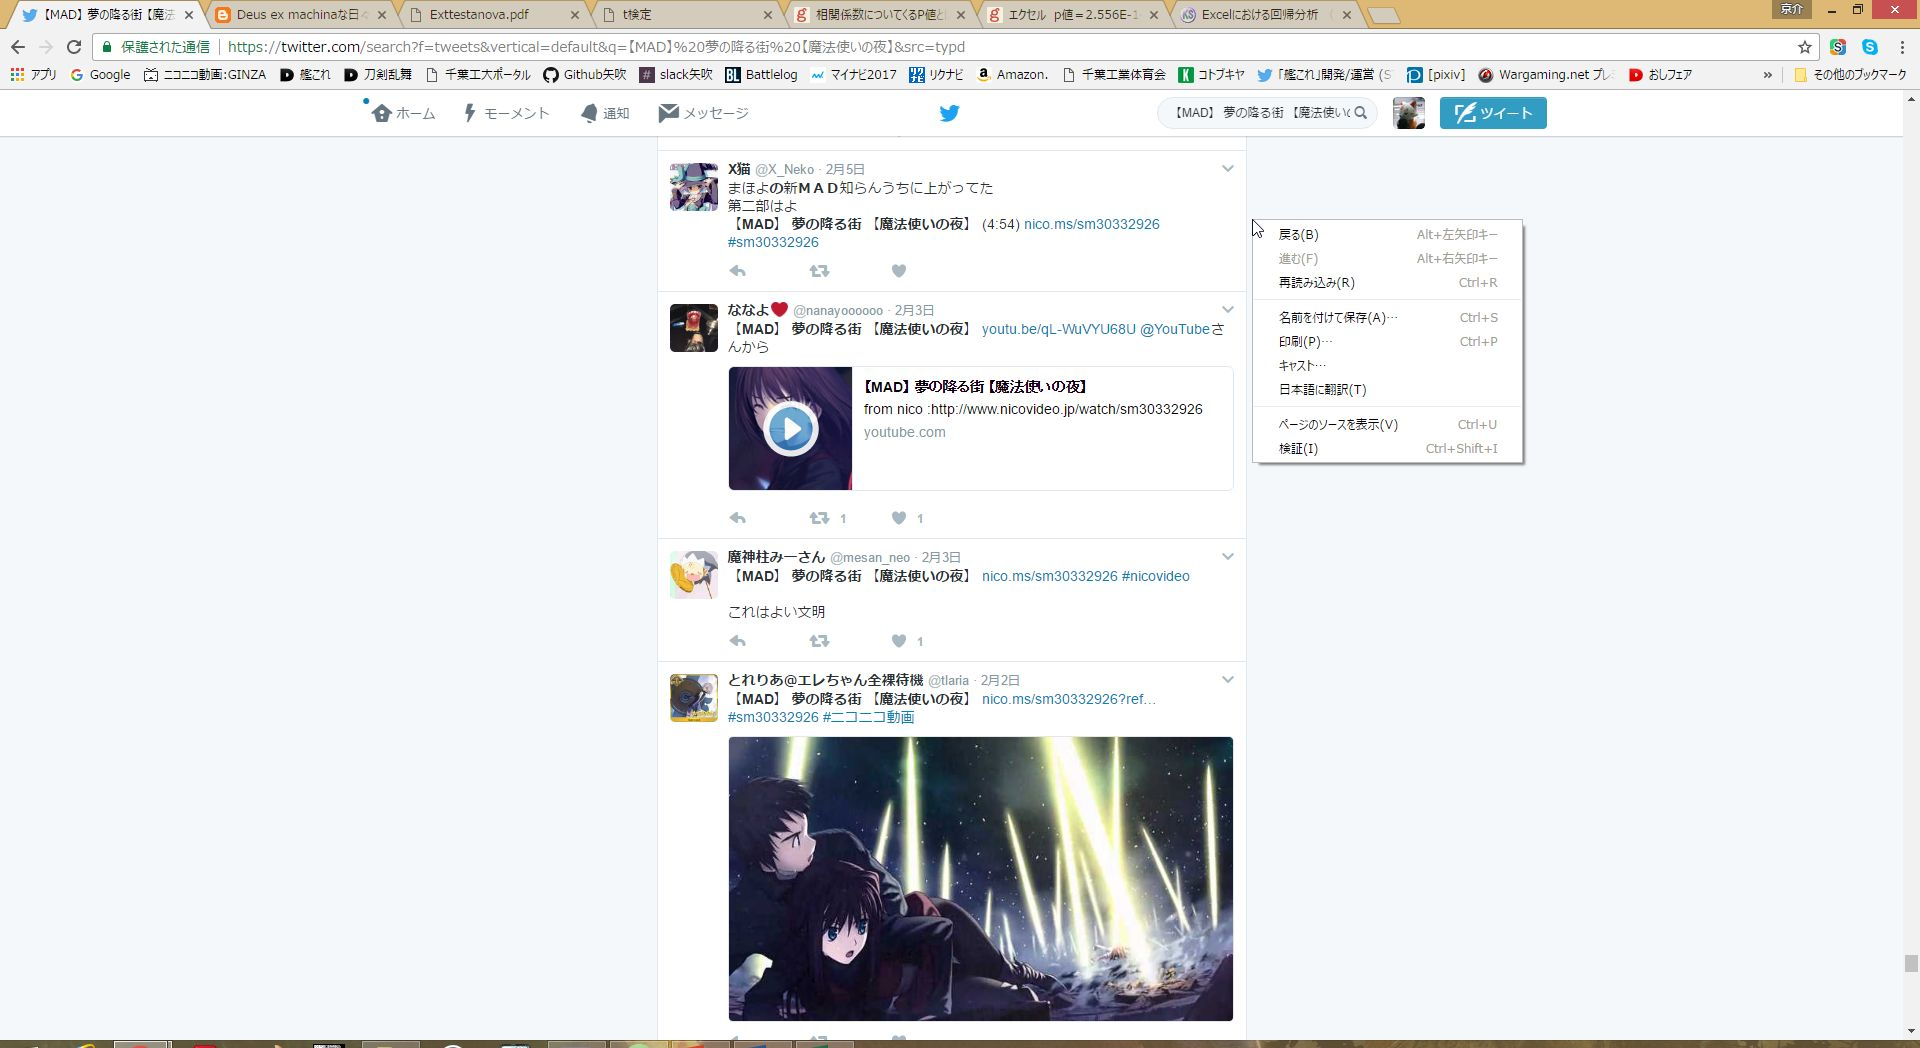 【MAD】 夢の降る街 【魔法
Deus ex machinaな日
Exttestanova.pdf
t検定
相関係数についてくるP値と
エクセル p値=2.556E-1
Excelにおける回帰分析
京介
保護された通信
https://twitter.com/search?f=tweets&vertical=default&q=【MAD】%20夢の降る街%20【魔法使いの夜】&src=typd
アプリ
Google
ニコニコ動画:GINZA
艦これ
刀剣乱舞
千葉工大ポータル
Github矢吹
slack矢吹
Battlelog
マイナビ2017
リクナビ
Amazon.
千葉工業体育会
コトブキヤ
「艦これ」開発/運営 (S
[pixiv]
Wargaming.net プレ
おしフェア
»
その他のブックマーク
ホーム
モーメント
通知
メッセージ
【MAD】 夢の降る街 【魔法使い
ツイート
X猫 @X_Neko · 2月5日
まほよの新ＭＡＤ知らんうちに上がってた
第二部はよ
【MAD】 夢の降る街 【魔法使いの夜】 (4:54) nico.ms/sm30332926
#sm30332926
ななよ❤ @nanayoooooo · 2月3日
【MAD】 夢の降る街 【魔法使いの夜】 youtu.be/qL-WuVYU68U @YouTubeさ
んから
【MAD】 夢の降る街 【魔法使いの夜】
from nico :http://www.nicovideo.jp/watch/sm30332926
youtube.com
1
1
魔神柱みーさん @mesan_neo · 2月3日
【MAD】 夢の降る街 【魔法使いの夜】 nico.ms/sm30332926 #nicovideo
これはよい文明
1
とれりあ@エレちゃん全裸待機 @tlaria · 2月2日
【MAD】 夢の降る街 【魔法使いの夜】 nico.ms/sm30332926?ref…
#sm30332926 #ニコニコ動画
戻る(B) Alt+左矢印キー
進む(F) Alt+右矢印キー
再読み込み(R) Ctrl+R
名前を付けて保存(A)… Ctrl+S
印刷(P)… Ctrl+P
キャスト…
日本語に翻訳(T)
ページのソースを表示(V) Ctrl+U
検証(I) Ctrl+Shift+I